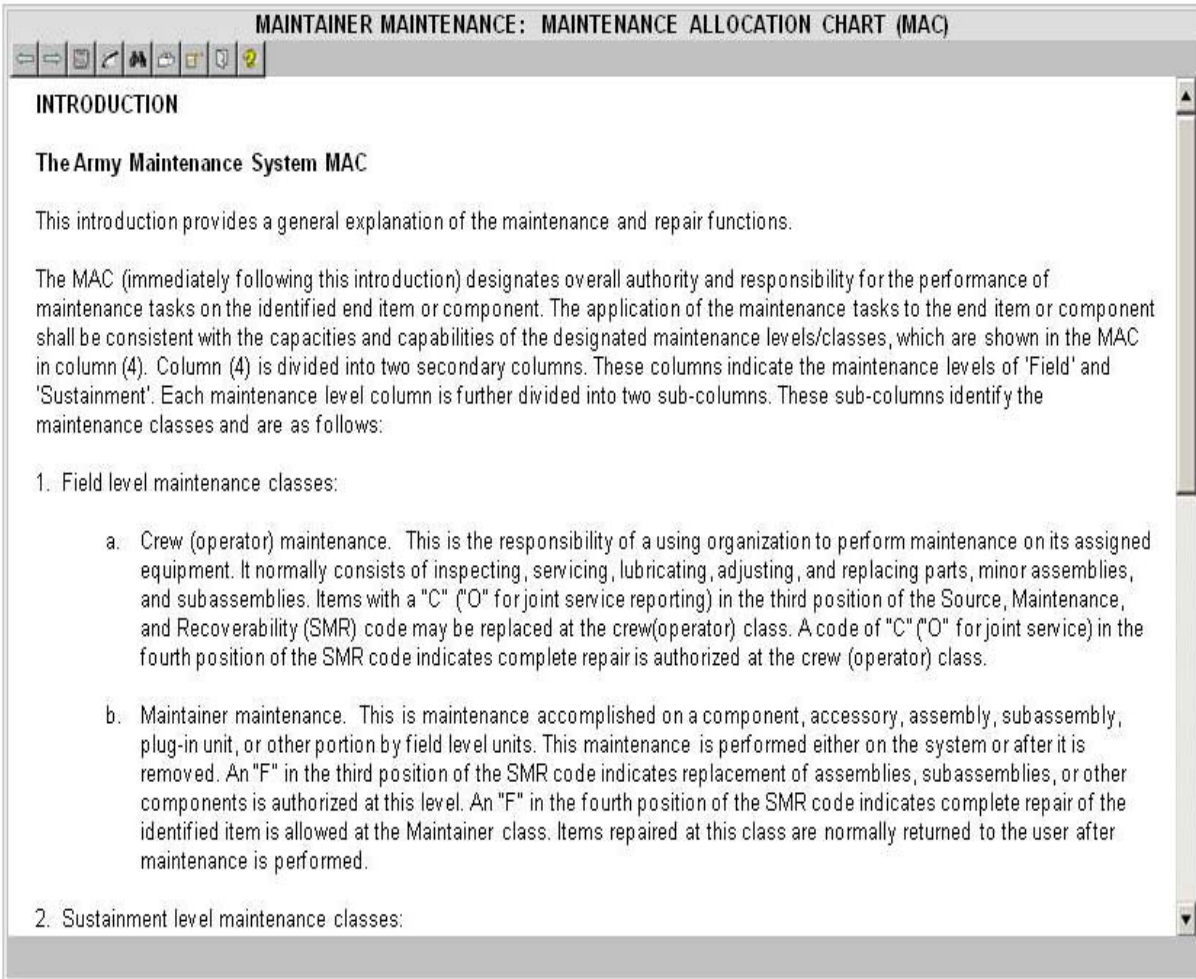 MAINTAINER MAINTENANCE: MAINTENANCE ALLOCATION CHART (MAC)
INTRODUCTION
The Army Maintenance System MAC
This introduction provides a general explanation of the maintenance and repair functions.
The MAC (immediately following this introduction) designates overall authority and responsibility for the performance of
maintenance tasks on the identified end item or component. The application of the maintenance tasks to the end item or component
shall be consistent with the capacities and capabilities of the designated maintenance levels/classes, which are shown in the MAC
in column (4). Column (4) is divided into two secondary columns. These columns indicate the maintenance levels of 'Field' and
'Sustainment'. Each maintenance level column is further divided into two sub-columns. These sub-columns identify the
maintenance classes and are as follows:
1. Field level maintenance classes:
a. Crew (operator) maintenance. This is the responsibility of a using organization to perform maintenance on its assigned
equipment. It normally consists of inspecting, servicing, lubricating, adjusting, and replacing parts, minor assemblies,
and subassemblies. Items with a "C" ("O" for joint service reporting) in the third position of the Source, Maintenance,
and Recoverability (SMR) code may be replaced at the crew(operator) class. A code of "C" ("O" for joint service) in the
fourth position of the SMR code indicates complete repair is authorized at the crew (operator) class.
b. Maintainer maintenance. This is maintenance accomplished on a component, accessory, assembly, subassembly,
plug-in unit, or other portion by field level units. This maintenance is performed either on the system or after it is
removed. An "F" in the third position of the SMR code indicates replacement of assemblies, subassemblies, or other
components is authorized at this level. An "F" in the fourth position of the SMR code indicates complete repair of the
identified item is allowed at the Maintainer class. Items repaired at this class are normally returned to the user after
maintenance is performed.
2. Sustainment level maintenance classes: